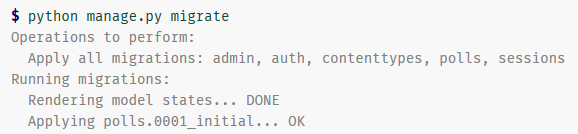 $ python manage.py migrate
Operations to perform:
  Apply all migrations: admin, auth, contenttypes, polls, sessions
Running migrations:
  Rendering model states... DONE
  Applying polls.0001_initial... OK